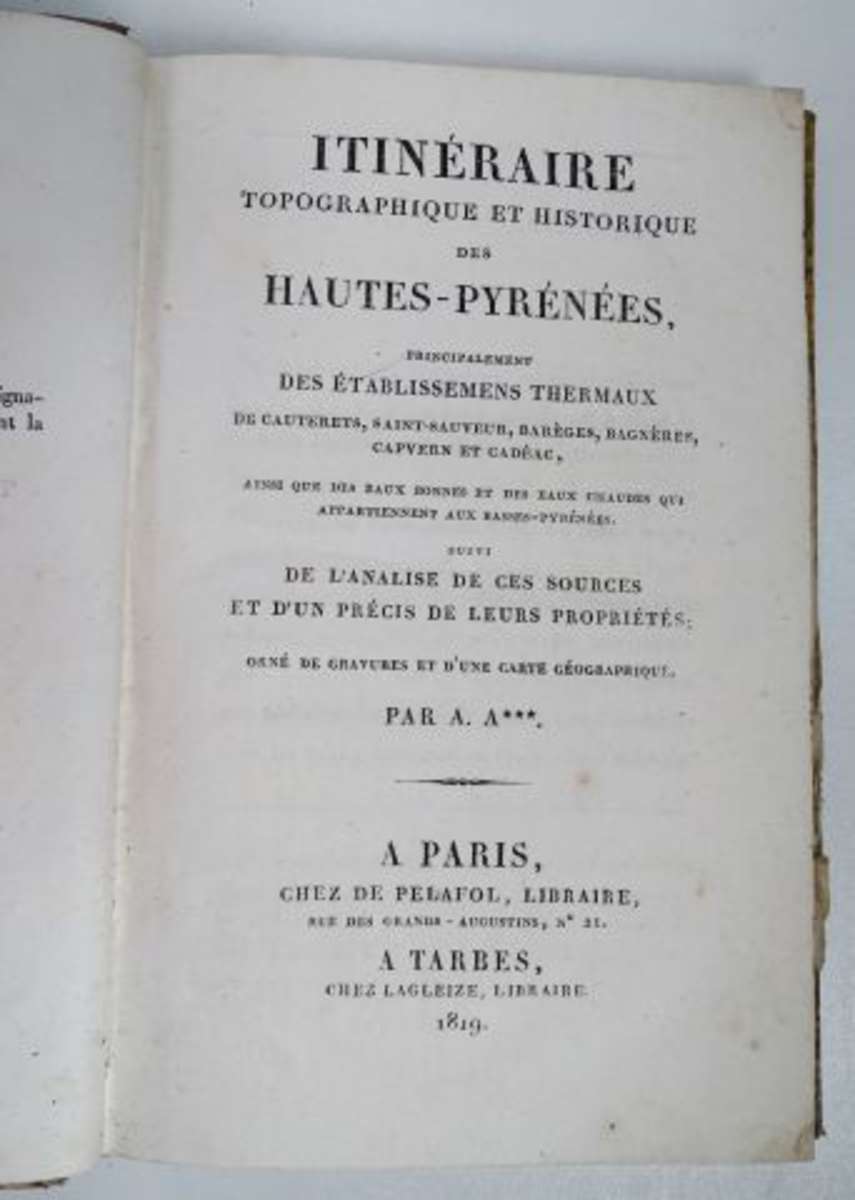 igna-
nt la
ITINÉRAIRE
TOPOGRAPHIQUE ET HISTORIQUE
DES
HAUTES-PYRÉNÉES,
PRINCIPALEMENT
DES ÉTABLISSEMENS THERMAUX
DE CAUTERETS, SAINT-SAUVEUR, BARÈGES, BAGNÈRES,
CAPVERN ET CADÉAC,
AINSI QUE DES EAUX BONNES ET DES EAUX CHAUDES QUI
APPARTIENNENT AUX BASSES-PYRÉNÉES.
SUIVI
DE L'ANALISE DE CES SOURCES
ET D'UN PRÉCIS DE LEURS PROPRIÉTÉS;
ORNÉ DE GRAVURES ET D'UNE CARTE GÉOGRAPHIQUE.
PAR A. A***.
A PARIS,
CHEZ DE PELAFOL, LIBRAIRE,
RUE DES GRANDS-AUGUSTINS, N° 21.
A TARBES,
CHEZ LAGLEIZE, LIBRAIRE.
1819.